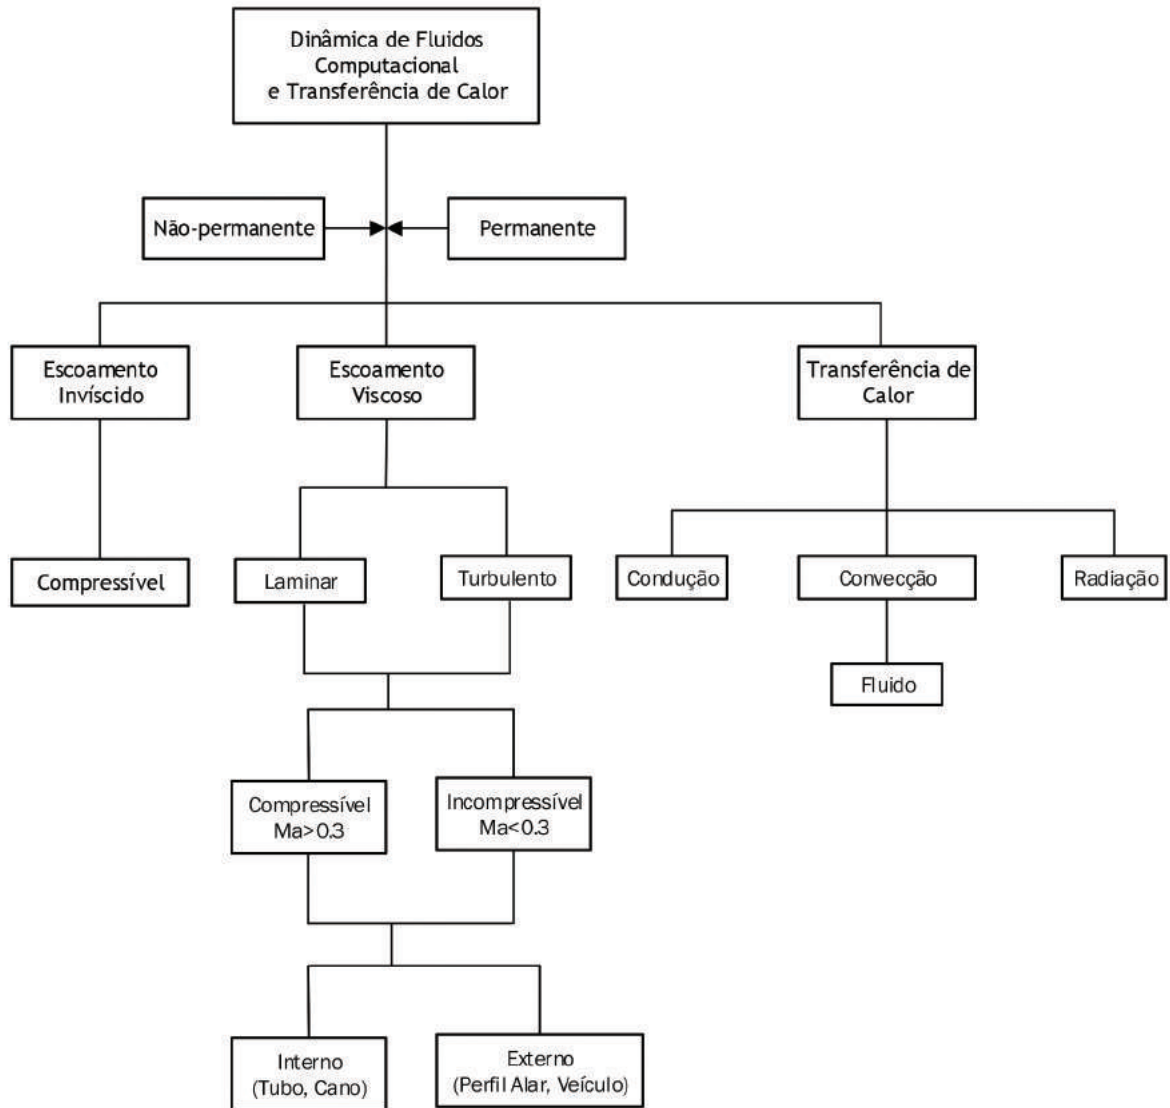 Dinâmica de Fluidos
Computacional
e Transferência de Calor
Não-permanente
Permanente
Escoamento
Invíscido
Escoamento
Viscoso
Transferência de
Calor
Compressível
Laminar
Turbulento
Condução
Convecção
Radiação
Fluido
Compressível
Ma>0.3
Incompressível
Ma<0.3
Interno
(Tubo, Cano)
Externo
(Perfil Alar, Veículo)